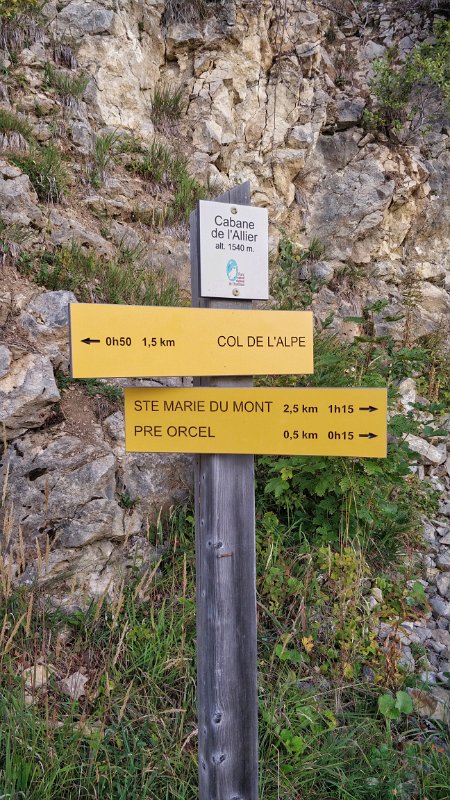 Cabane
de l'Allier
alt. 1540 m.
← 0h50 1,5 km COL DE L'ALPE
STE MARIE DU MONT 2,5 km 1h15 →
PRE ORCEL 0,5 km 0h15 →